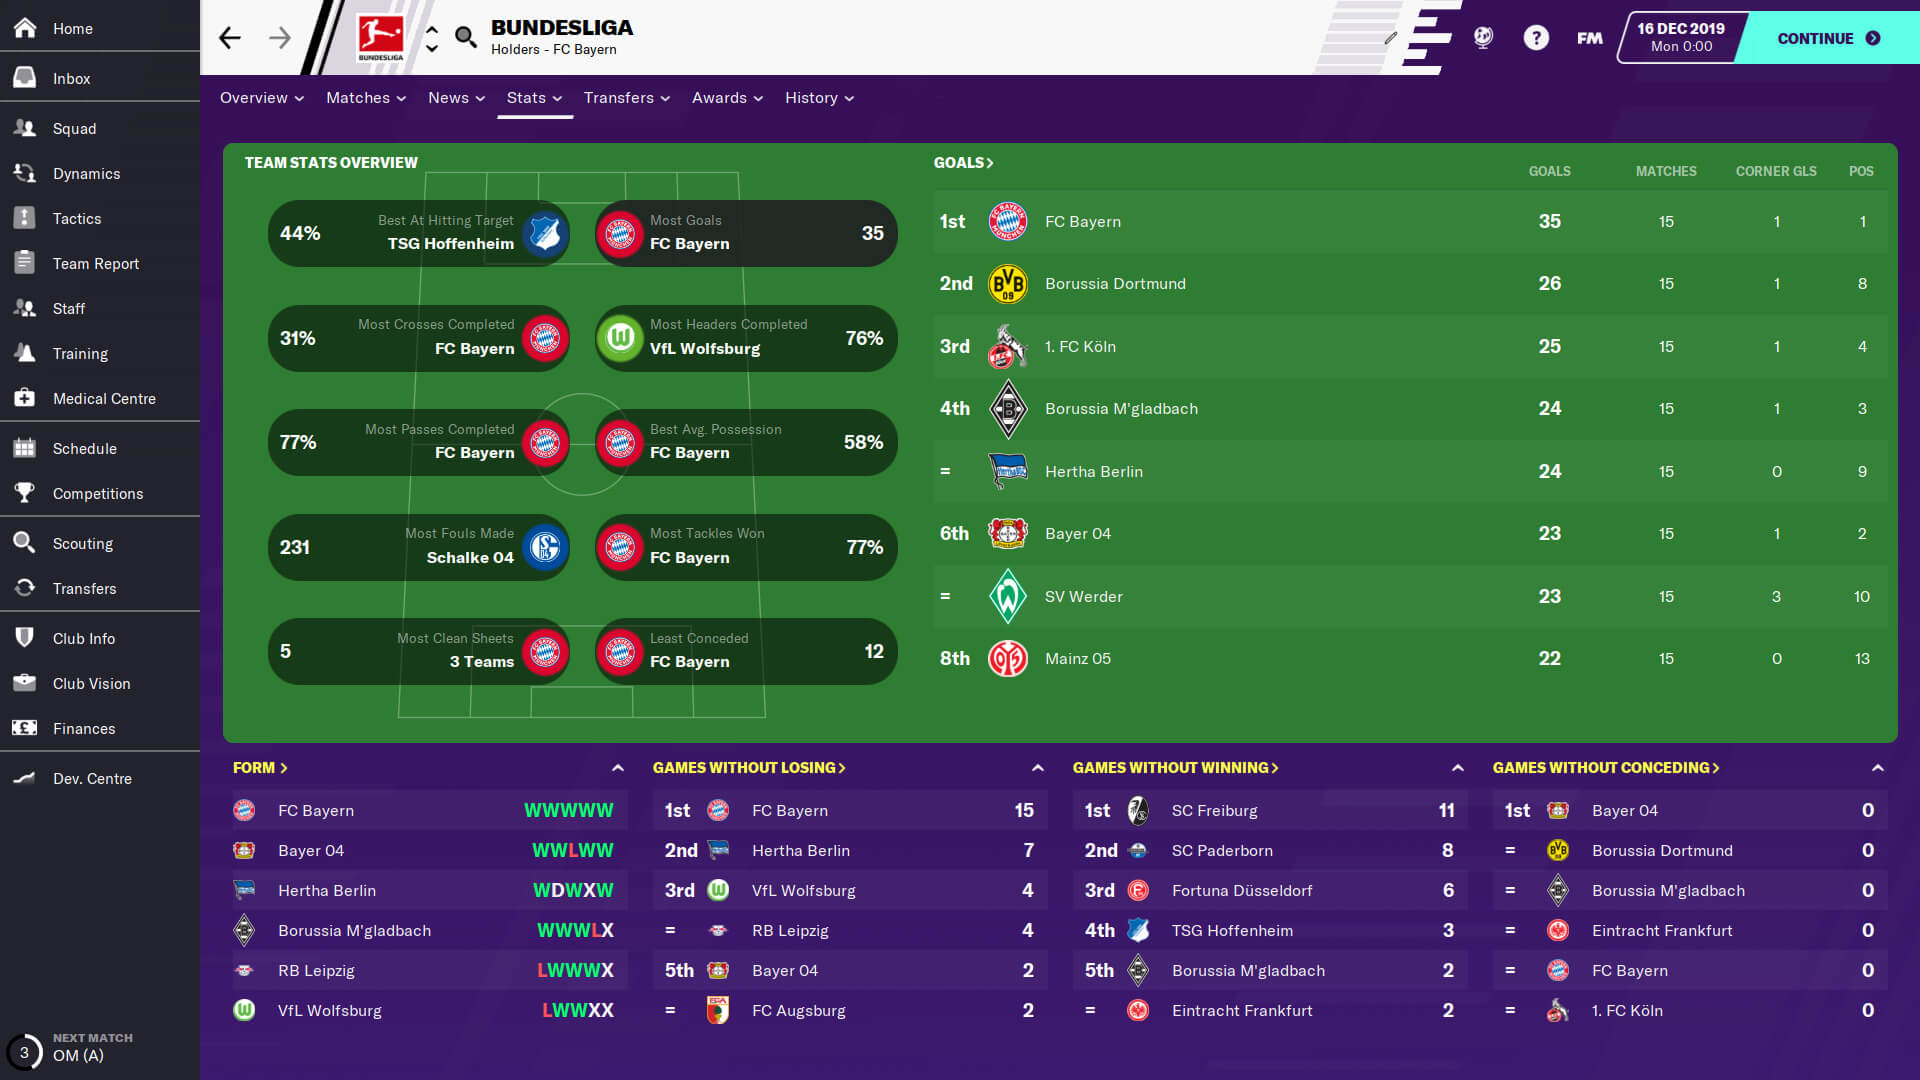 Home
Inbox
Squad
Dynamics
Tactics
Team Report
Staff
Training
Medical Centre
Schedule
Competitions
Scouting
Transfers
Club Info
Club Vision
Finances
Dev. Centre
3
NEXT MATCH
OM (A)
BUNDESLIGA
BUNDESLIGA
Holders - FC Bayern
?
FM
16 DEC 2019
Mon 0:00
CONTINUE
Overview Matches News Stats Transfers Awards History
TEAM STATS OVERVIEW
44% Best At Hitting Target
TSG Hoffenheim
Most Goals 35
FC Bayern
31% Most Crosses Completed
FC Bayern
Most Headers Completed 76%
VfL Wolfsburg
77% Most Passes Completed
FC Bayern
Best Avg. Possession 58%
FC Bayern
231 Most Fouls Made
Schalke 04
Most Tackles Won 77%
FC Bayern
5 Most Clean Sheets
3 Teams
Least Conceded 12
FC Bayern
GOALS> GOALS MATCHES CORNER GLS POS
1st FC Bayern 35 15 1 1
2nd Borussia Dortmund 26 15 1 8
3rd 1. FC Köln 25 15 1 4
4th Borussia M'gladbach 24 15 1 3
= Hertha Berlin 24 15 0 9
6th Bayer 04 23 15 1 2
= SV Werder 23 15 3 10
8th Mainz 05 22 15 0 13
FORM >
FC Bayern WWWWW
Bayer 04 WWLWW
Hertha Berlin WDWXW
Borussia M'gladbach WWWLX
RB Leipzig LWWWX
VfL Wolfsburg LWWXX
GAMES WITHOUT LOSING>
1st FC Bayern 15
2nd Hertha Berlin 7
3rd VfL Wolfsburg 4
= RB Leipzig 4
5th Bayer 04 2
= FC Augsburg 2
GAMES WITHOUT WINNING>
1st SC Freiburg 11
2nd SC Paderborn 8
3rd Fortuna Düsseldorf 6
4th TSG Hoffenheim 3
5th Borussia M'gladbach 2
= Eintracht Frankfurt 2
GAMES WITHOUT CONCEDING>
1st Bayer 04 0
= Borussia Dortmund 0
= Borussia M'gladbach 0
= Eintracht Frankfurt 0
= FC Bayern 0
= 1. FC Köln 0